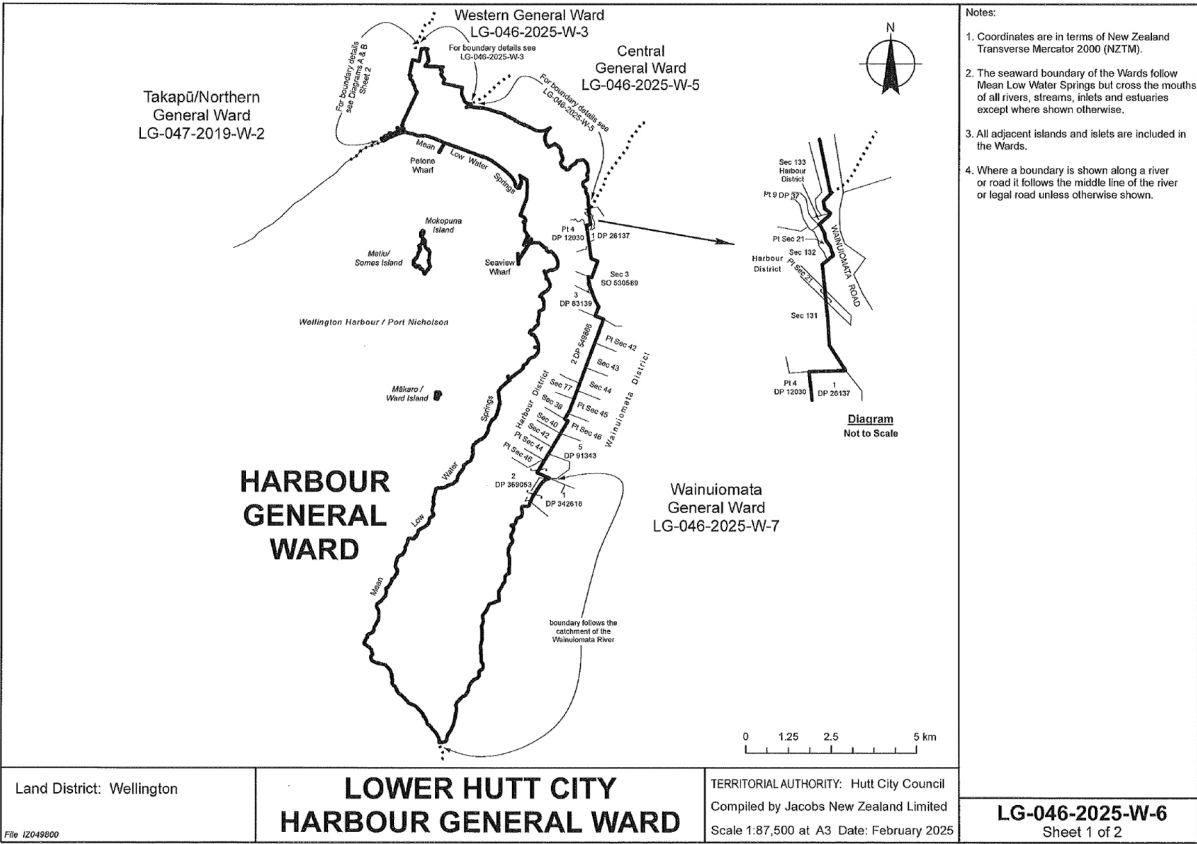 Western General Ward
LG-046-2025-W-3
For boundary details see
LG-046-2025-W-3
Central
General Ward
LG-046-2025-W-5
For boundary details
see Diagrams A & B
Sheet 2
For boundary details see
LG-046-2025-W-5
Takapū/Northern
General Ward
LG-047-2019-W-2
Mean Low Water Springs
Petone
Wharf
Mokopuna
Island
Matiu/
Somes Island
Seaview
Wharf
Wellington Harbour / Port Nicholson
Mākaro /
Ward Island
Pt 4
DP 12030
1
DP 26137
Sec 3
SO 530589
3
DP 83139
2 DP 549866
Pt Sec 42
Sec 43
Sec 44
Pt Sec 45
Pt Sec 46
Wainuiomata District
Harbour District
Sec 77
Sec 38
Sec 40
Sec 42
Pt Sec 44
Pt Sec 46
5
DP 91343
2
DP 369053
1
DP 342618
Mean Low Water Springs
HARBOUR
GENERAL
WARD
Wainuiomata
General Ward
LG-046-2025-W-7
boundary follows the
catchment of the
Wainuiomata River
N
Sec 133
Harbour
District
Pt 9 DP 37
Pt Sec 21
Sec 132
Harbour
District
Pt Sec 21
WAINUIOMATA ROAD
Sec 131
Pt 4
DP 12030
1
DP 26137
Diagram
Not to Scale
0 1.25 2.5 5 km
Notes:
1. Coordinates are in terms of New Zealand
Transverse Mercator 2000 (NZTM).
2. The seaward boundary of the Wards follow
Mean Low Water Springs but cross the mouths
of all rivers, streams, inlets and estuaries
except where shown otherwise.
3. All adjacent islands and islets are included in
the Wards.
4. Where a boundary is shown along a river
or road it follows the middle line of the river
or legal road unless otherwise shown.
Land District: Wellington
File IZ049800
LOWER HUTT CITY
HARBOUR GENERAL WARD
TERRITORIAL AUTHORITY: Hutt City Council
Compiled by Jacobs New Zealand Limited
Scale 1:87,500 at A3 Date: February 2025
LG-046-2025-W-6
Sheet 1 of 2